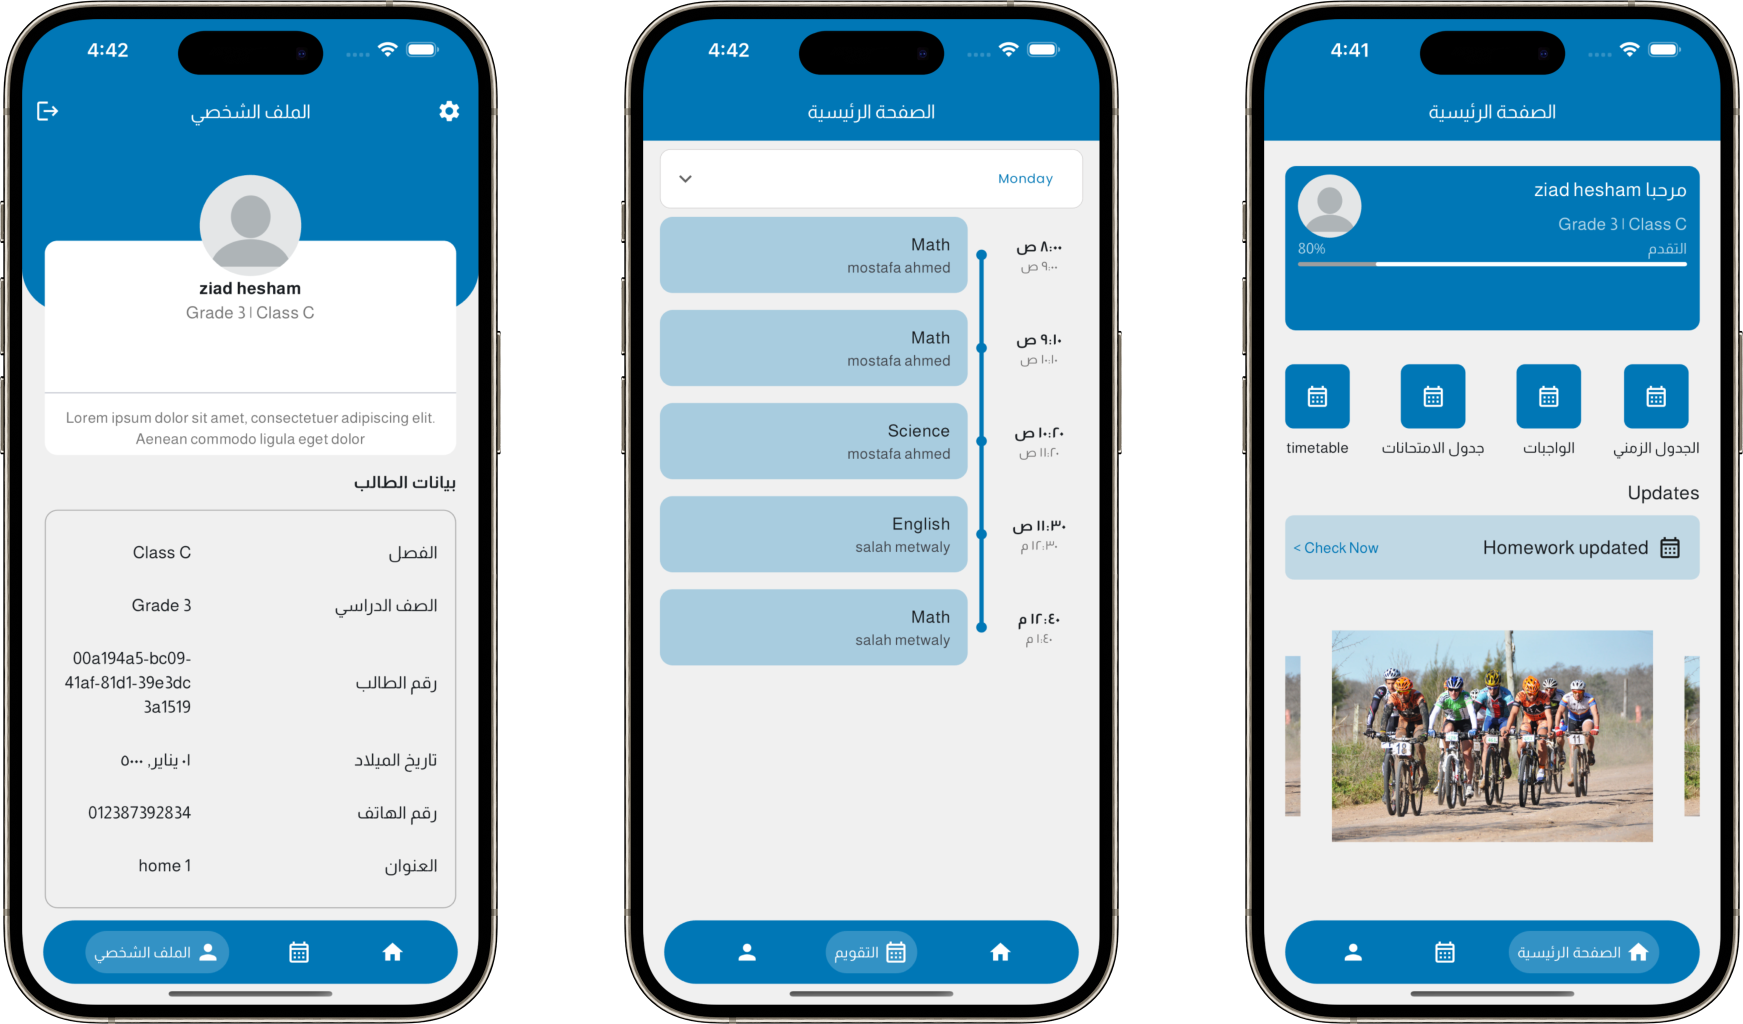 4:42
الملف الشخصي
ziad hesham
Grade 3 | Class C
Lorem ipsum dolor sit amet, consectetuer adipiscing elit.
Aenean commodo ligula eget dolor
بيانات الطالب
الفصل Class C
الصف الدراسي Grade 3
رقم الطالب 00a194a5-bc09-
41af-81d1-39e3dc
3a1519
تاريخ الميلاد ٠١ يناير, ٥٠٠٠
رقم الهاتف 012387392834
العنوان home 1
الملف الشخصي
4:42
الصفحة الرئيسية
Monday
٨:٠٠ ص
٩:٠٠ ص
Math
mostafa ahmed
٩:١٠ ص
١٠:١٠ ص
Math
mostafa ahmed
١٠:٢٠ ص
١١:٢٠ ص
Science
mostafa ahmed
١١:٣٠ ص
١٢:٣٠ م
English
salah metwaly
١٢:٤٠ م
١:٤٠ م
Math
salah metwaly
التقويم
4:41
الصفحة الرئيسية
مرحبا ziad hesham
Grade 3 | Class C
التقدم 80%
الجدول الزمني
الواجبات
جدول الامتحانات
timetable
Updates
Homework updated
< Check Now
18
11
الصفحة الرئيسية